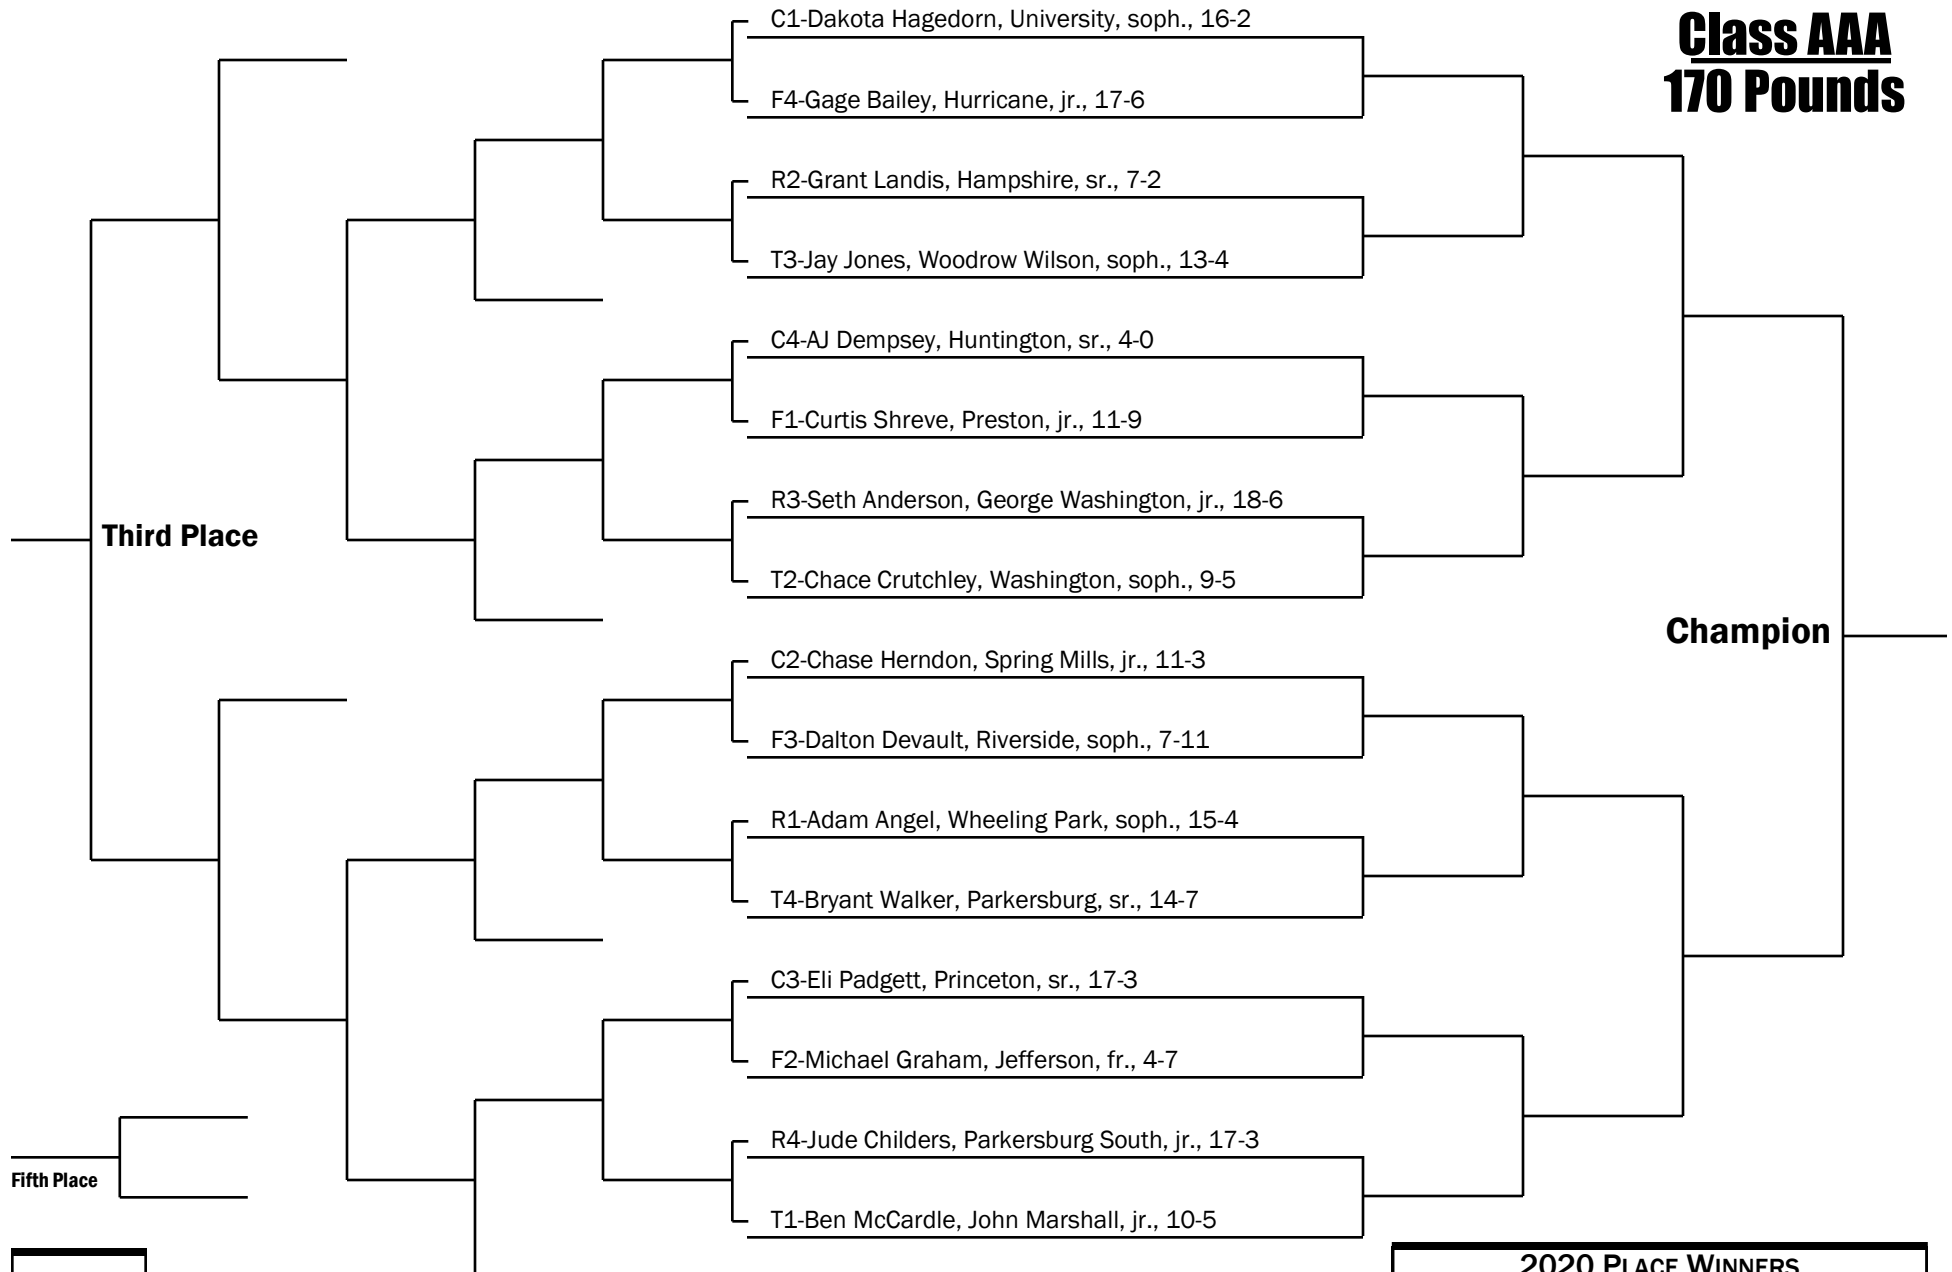 Class AAA
170 Pounds
C1-Dakota Hagedorn, University, soph., 16-2
F4-Gage Bailey, Hurricane, jr., 17-6
R2-Grant Landis, Hampshire, sr., 7-2
T3-Jay Jones, Woodrow Wilson, soph., 13-4
C4-AJ Dempsey, Huntington, sr., 4-0
F1-Curtis Shreve, Preston, jr., 11-9
R3-Seth Anderson, George Washington, jr., 18-6
Third Place
T2-Chace Crutchley, Washington, soph., 9-5
Champion
C2-Chase Herndon, Spring Mills, jr., 11-3
F3-Dalton Devault, Riverside, soph., 7-11
R1-Adam Angel, Wheeling Park, soph., 15-4
T4-Bryant Walker, Parkersburg, sr., 14-7
C3-Eli Padgett, Princeton, sr., 17-3
F2-Michael Graham, Jefferson, fr., 4-7
R4-Jude Childers, Parkersburg South, jr., 17-3
Fifth Place
T1-Ben McCardle, John Marshall, jr., 10-5
2020 PLACE WINNERS